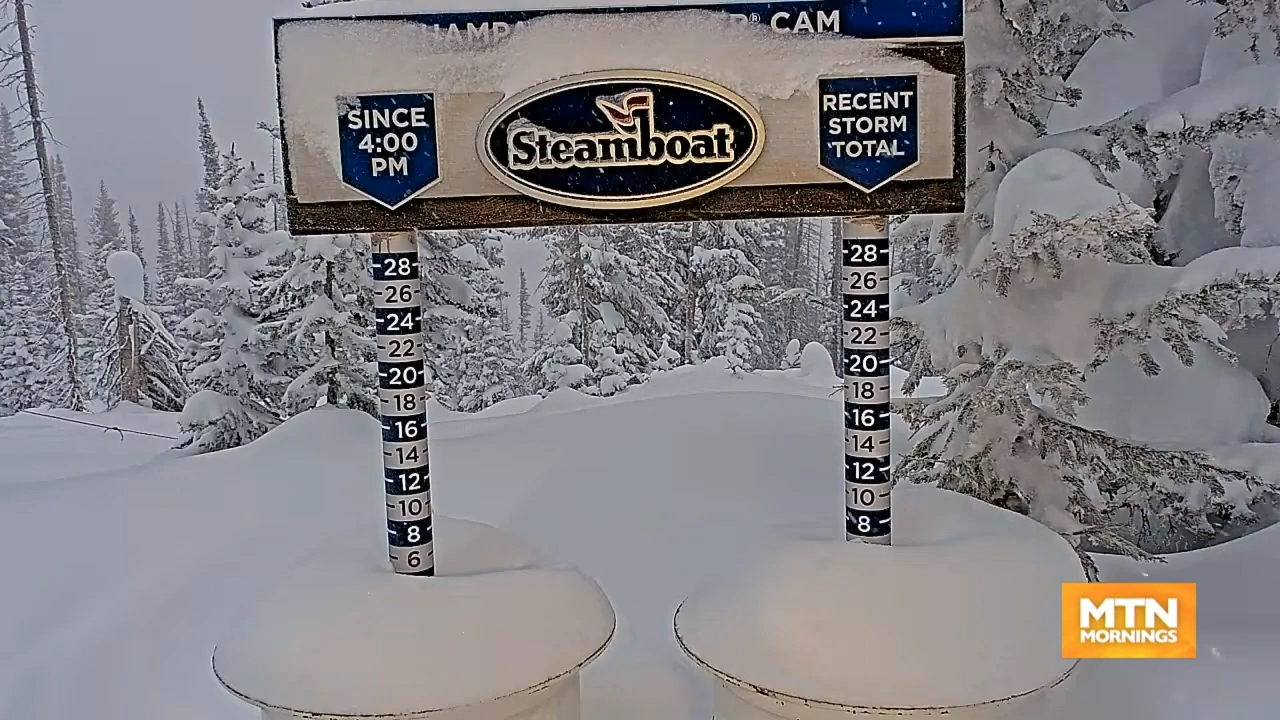 CAM
SINCE
4:00
PM
Steamboat
RECENT
STORM
TOTAL
28
26
24
22
20
18
16
14
12
10
8
6
28
26
24
22
20
18
16
14
12
10
8
MTN
MORNINGS